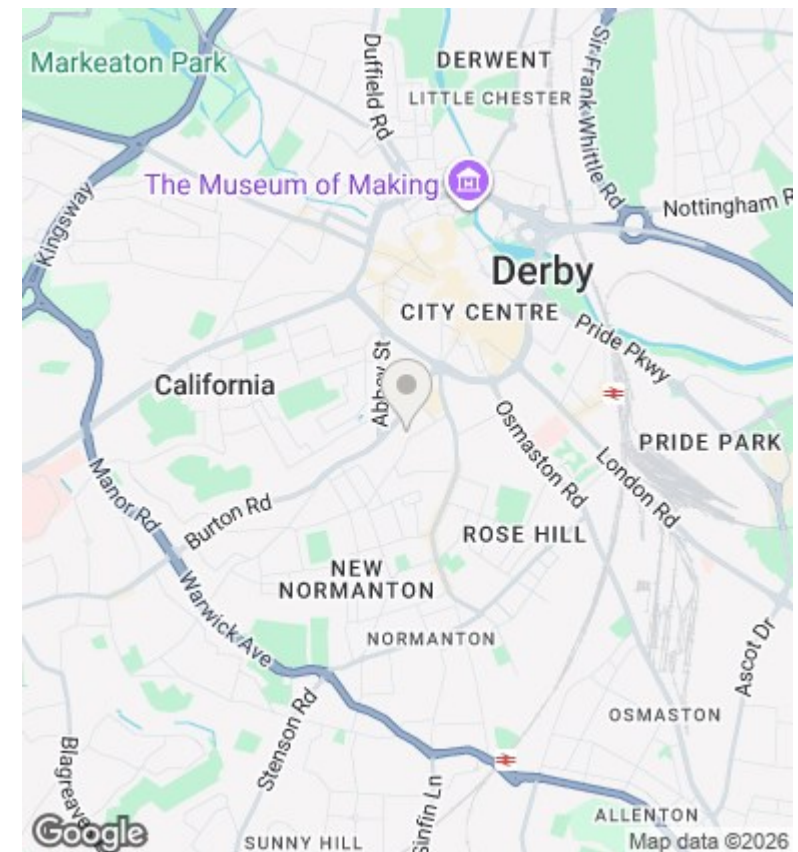 Markeaton Park
Duffield Rd
DERWENT
LITTLE CHESTER
Sir Frank Whittle Rd
The Museum of Making
Nottingham R
Kingsway
Derby
CITY CENTRE
Pride Pkwy
Abbey St
California
Osmaston Rd
PRIDE PARK
Manor Rd
London Rd
Burton Rd
ROSE HILL
NEW
NORMANTON
Warwick Ave
NORMANTON
Ascot Dr
Stenson Rd
OSMASTON
Blagreave
Sinfin Ln
ALLENTON
Google
SUNNY HILL
Map data ©2026